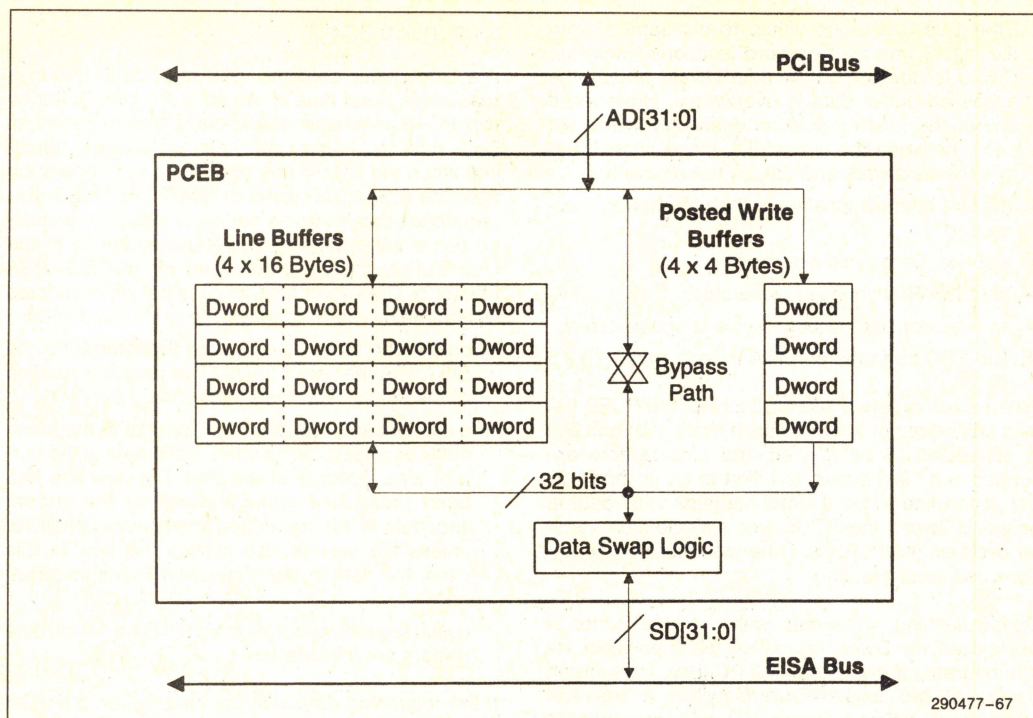 PCI Bus
AD[31:0]
PCEB
Line Buffers
(4 x 16 Bytes)
Posted Write
Buffers
(4 x 4 Bytes)
Dword Dword Dword Dword Dword
Dword Dword Dword Dword Dword
Dword Dword Dword Dword Dword
Dword Dword Dword Dword Dword
Bypass
Path
32 bits
Data Swap Logic
SD[31:0]
EISA Bus
290477-67